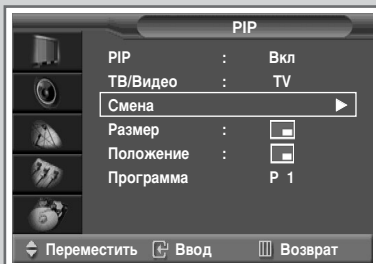 PIP
PIP : Вкл
ТВ/Видео : TV
Смена
Размер :
Положение :
Программа P 1
Переместить Ввод Возврат